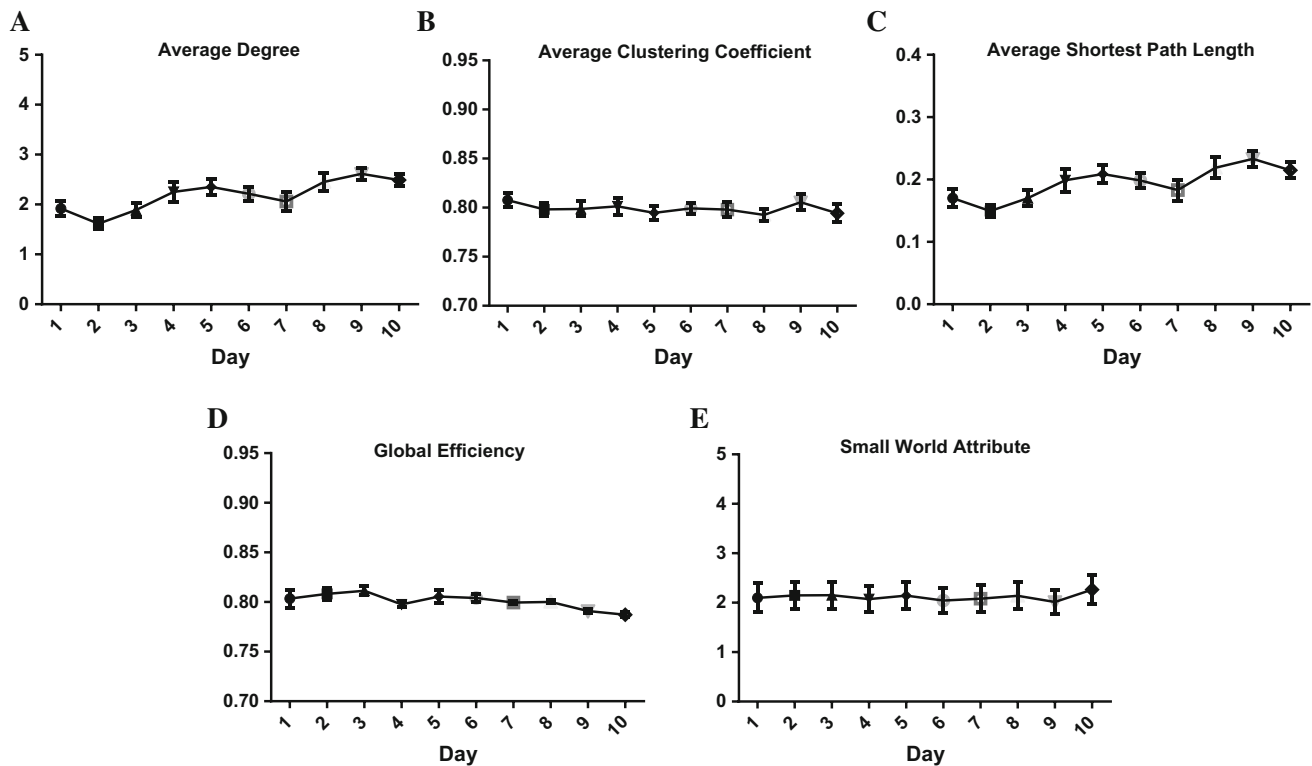 A
Average Degree
5
4
3
2
1
0
1 2 3 4 5 6 7 8 9 10
Day
B
Average Clustering Coefficient
0.95
0.90
0.85
0.80
0.75
0.70
1 2 3 4 5 6 7 8 9 10
Day
C
Average Shortest Path Length
0.4
0.3
0.2
0.1
0.0
1 2 3 4 5 6 7 8 9 10
Day
D
Global Efficiency
0.95
0.90
0.85
0.80
0.75
0.70
1 2 3 4 5 6 7 8 9 10
Day
E
Small World Attribute
5
4
3
2
1
0
1 2 3 4 5 6 7 8 9 10
Day